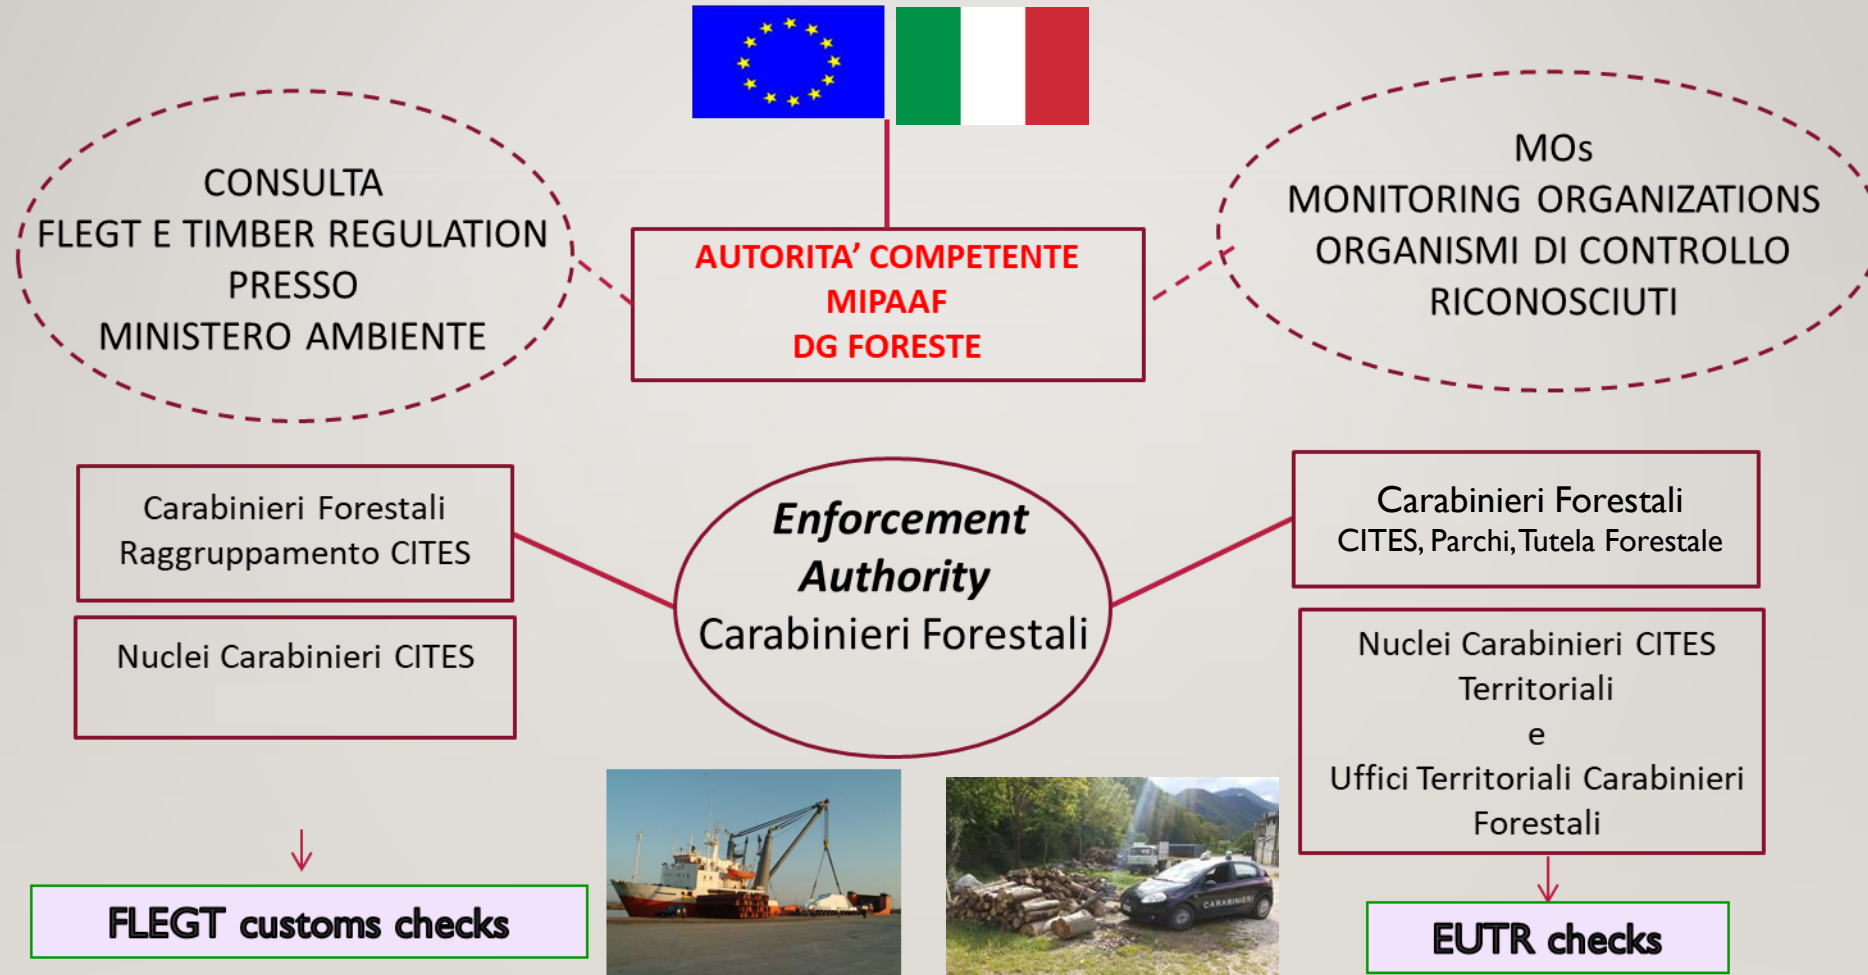 CONSULTA
FLEGT E TIMBER REGULATION
PRESSO
MINISTERO AMBIENTE
AUTORITA’ COMPETENTE
MIPAAF
DG FORESTE
MOs
MONITORING ORGANIZATIONS
ORGANISMI DI CONTROLLO
RICONOSCIUTI
Carabinieri Forestali
Raggruppamento CITES
Nuclei Carabinieri CITES
Enforcement
Authority
Carabinieri Forestali
Carabinieri Forestali
CITES, Parchi, Tutela Forestale
Nuclei Carabinieri CITES
Territoriali
e
Uffici Territoriali Carabinieri
Forestali
FLEGT customs checks
CARABINIERI
EUTR checks